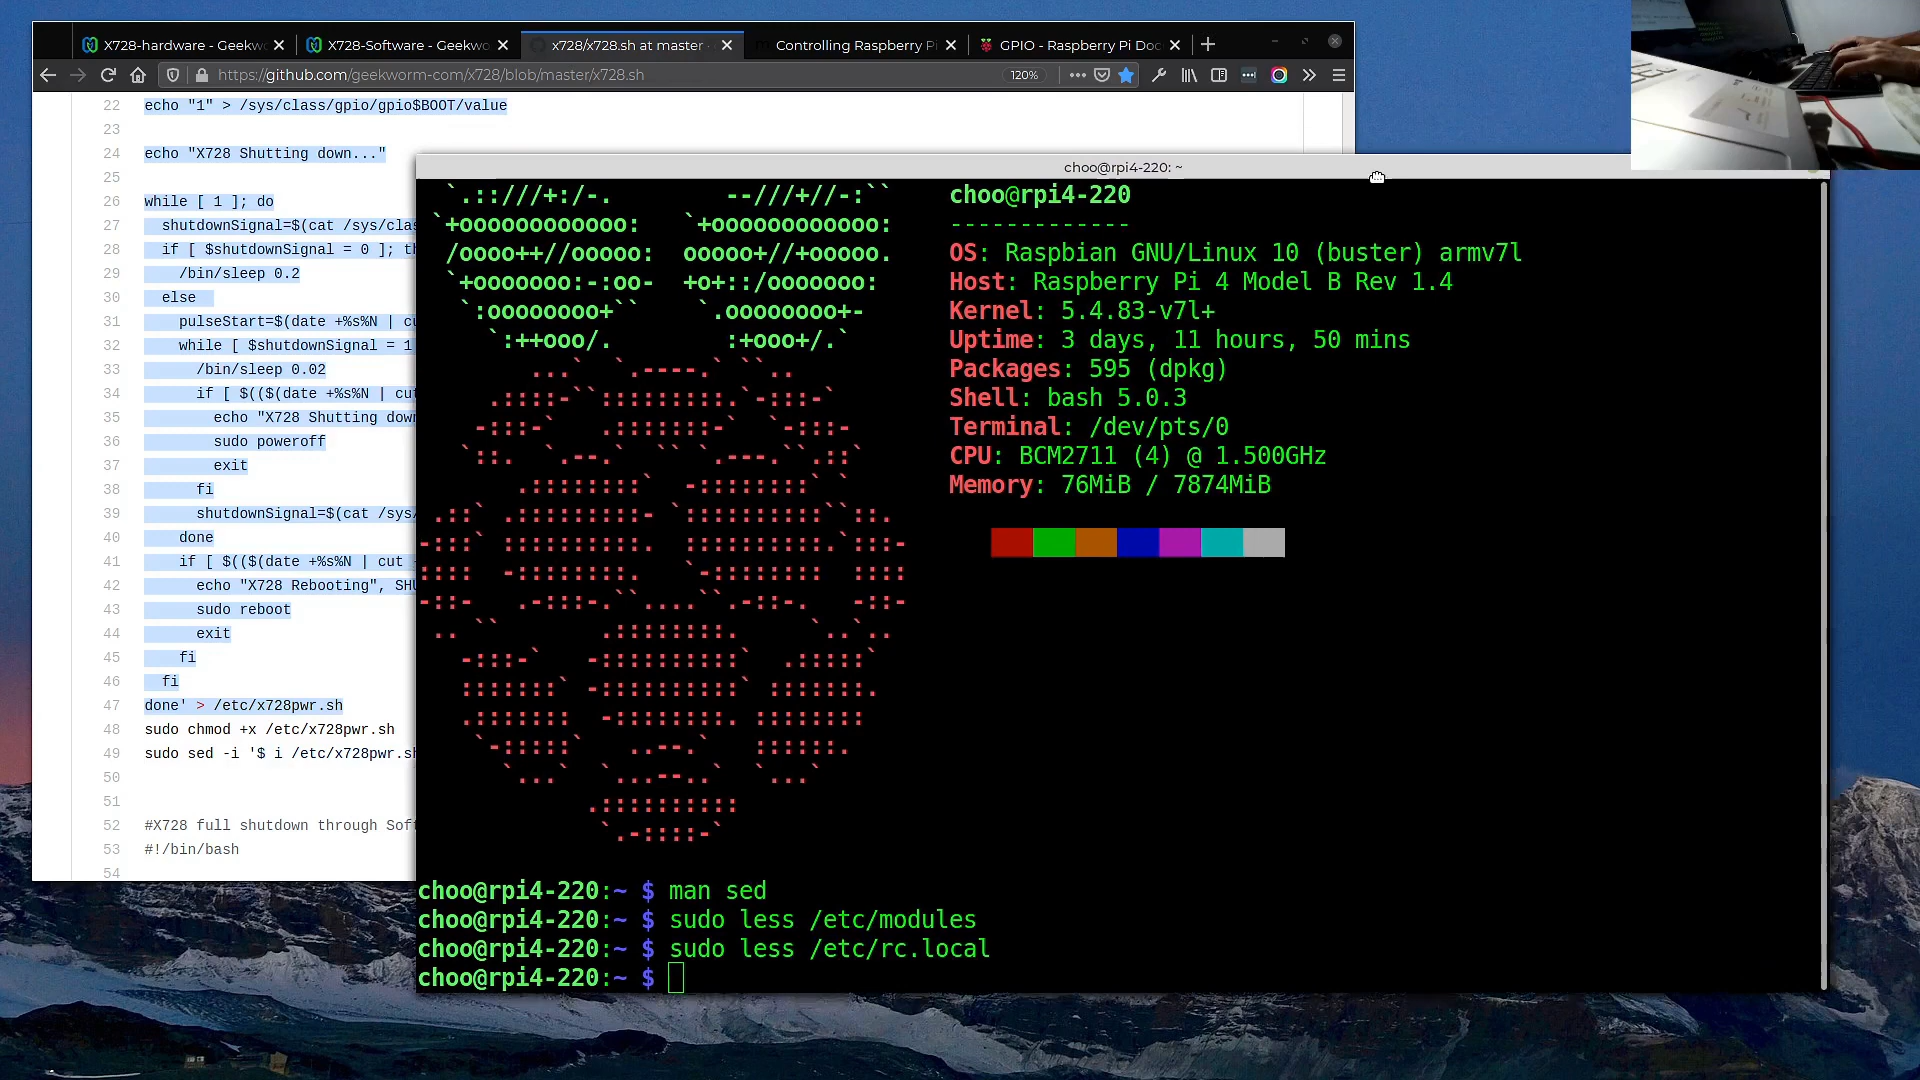 X728-hardware - Geekwo
X728-Software - Geekwo
x728/x728.sh at master
Controlling Raspberry Pi
GPIO - Raspberry Pi Doc
https://github.com/geekworm-com/x728/blob/master/x728.sh
120%
22 echo "1" > /sys/class/gpio/gpio$BOOT/value
23
24 echo "X728 Shutting down..."
25
26 while [ 1 ]; do
27 shutdownSignal=$(cat /sys/clas
28 if [ $shutdownSignal = 0 ]; th
29 /bin/sleep 0.2
30 else
31 pulseStart=$(date +%s%N | cu
32 while [ $shutdownSignal = 1
33 /bin/sleep 0.02
34 if [ $(($(date +%s%N | cut
35 echo "X728 Shutting down
36 sudo poweroff
37 exit
38 fi
39 shutdownSignal=$(cat /sys/
40 done
41 if [ $(($(date +%s%N | cut -
42 echo "X728 Rebooting", SHU
43 sudo reboot
44 exit
45 fi
46 fi
47 done' > /etc/x728pwr.sh
48 sudo chmod +x /etc/x728pwr.sh
49 sudo sed -i '$ i /etc/x728pwr.sh
50
51
52 #X728 full shutdown through Soft
53 #!/bin/bash
54
choo@rpi4-220: ~
choo@rpi4-220
-------------
OS: Raspbian GNU/Linux 10 (buster) armv7l
Host: Raspberry Pi 4 Model B Rev 1.4
Kernel: 5.4.83-v7l+
Uptime: 3 days, 11 hours, 50 mins
Packages: 595 (dpkg)
Shell: bash 5.0.3
Terminal: /dev/pts/0
CPU: BCM2711 (4) @ 1.500GHz
Memory: 76MiB / 7874MiB
choo@rpi4-220:~ $ man sed
choo@rpi4-220:~ $ sudo less /etc/modules
choo@rpi4-220:~ $ sudo less /etc/rc.local
choo@rpi4-220:~ $